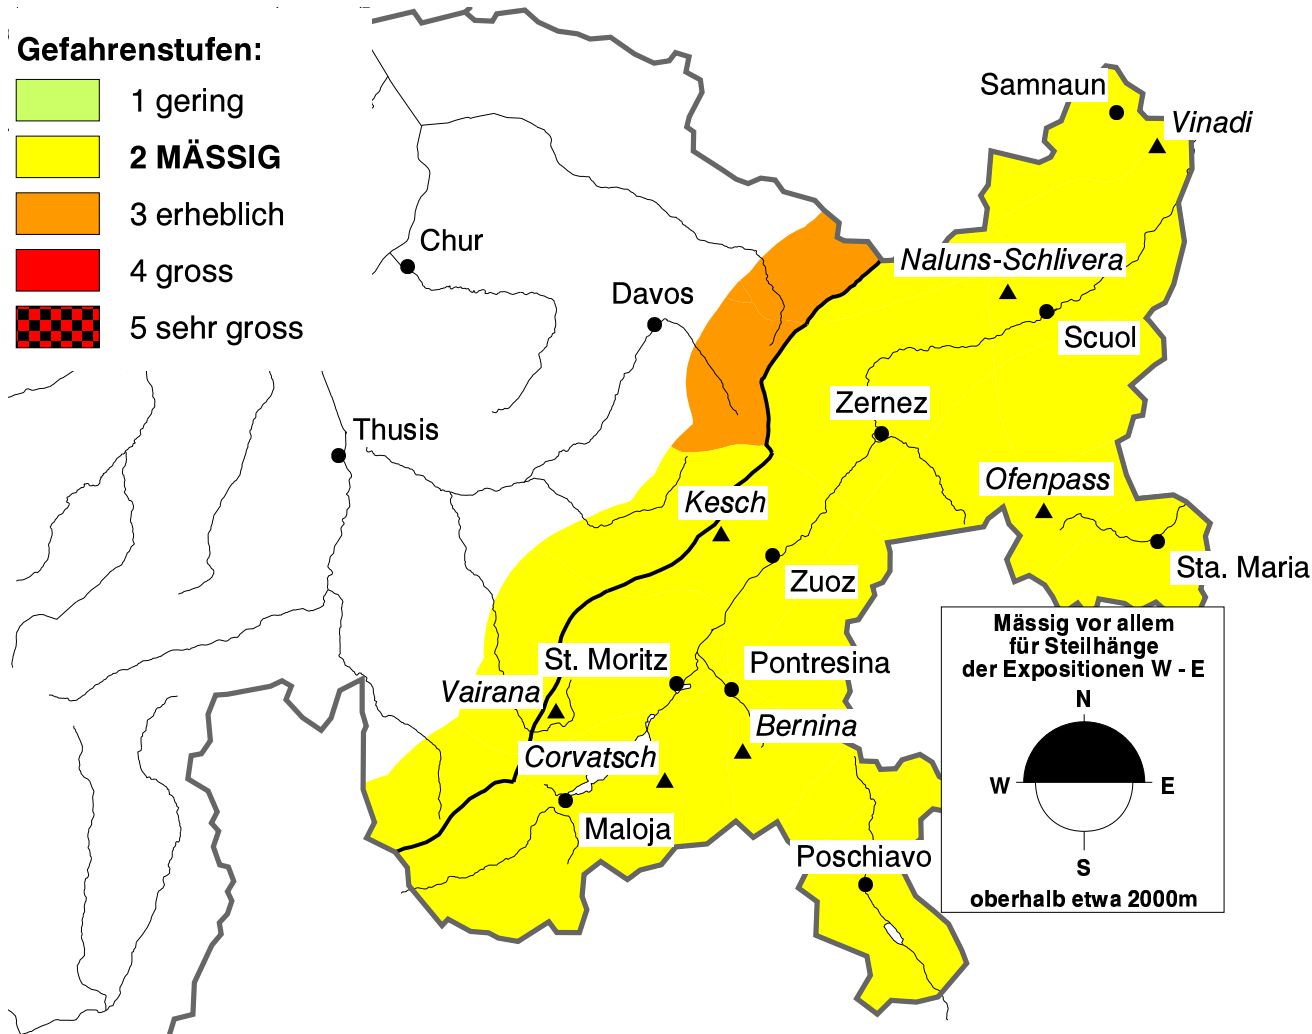 Gefahrenstufen:
1 gering
2 MÄSSIG
3 erheblich
4 gross
5 sehr gross
Samnaun
Vinadi
Chur
Naluns-Schlivera
Davos
Scuol
Zernez
Thusis
Ofenpass
Kesch
Sta. Maria
Zuoz
St. Moritz
Pontresina
Vairana
Bernina
Corvatsch
Maloja
Poschiavo
Mässig vor allem
für Steilhänge
der Expositionen W - E
N
W
E
S
oberhalb etwa 2000m